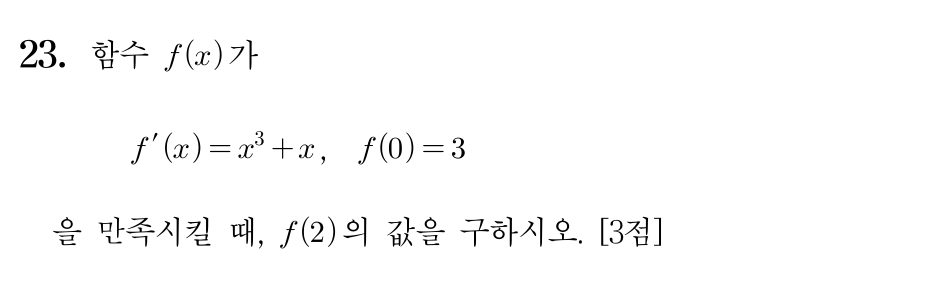 23. 함수 f(x)가
f′(x)=x³+x, f(0)=3
을 만족시킬 때, f(2)의 값을 구하시오. [3점]